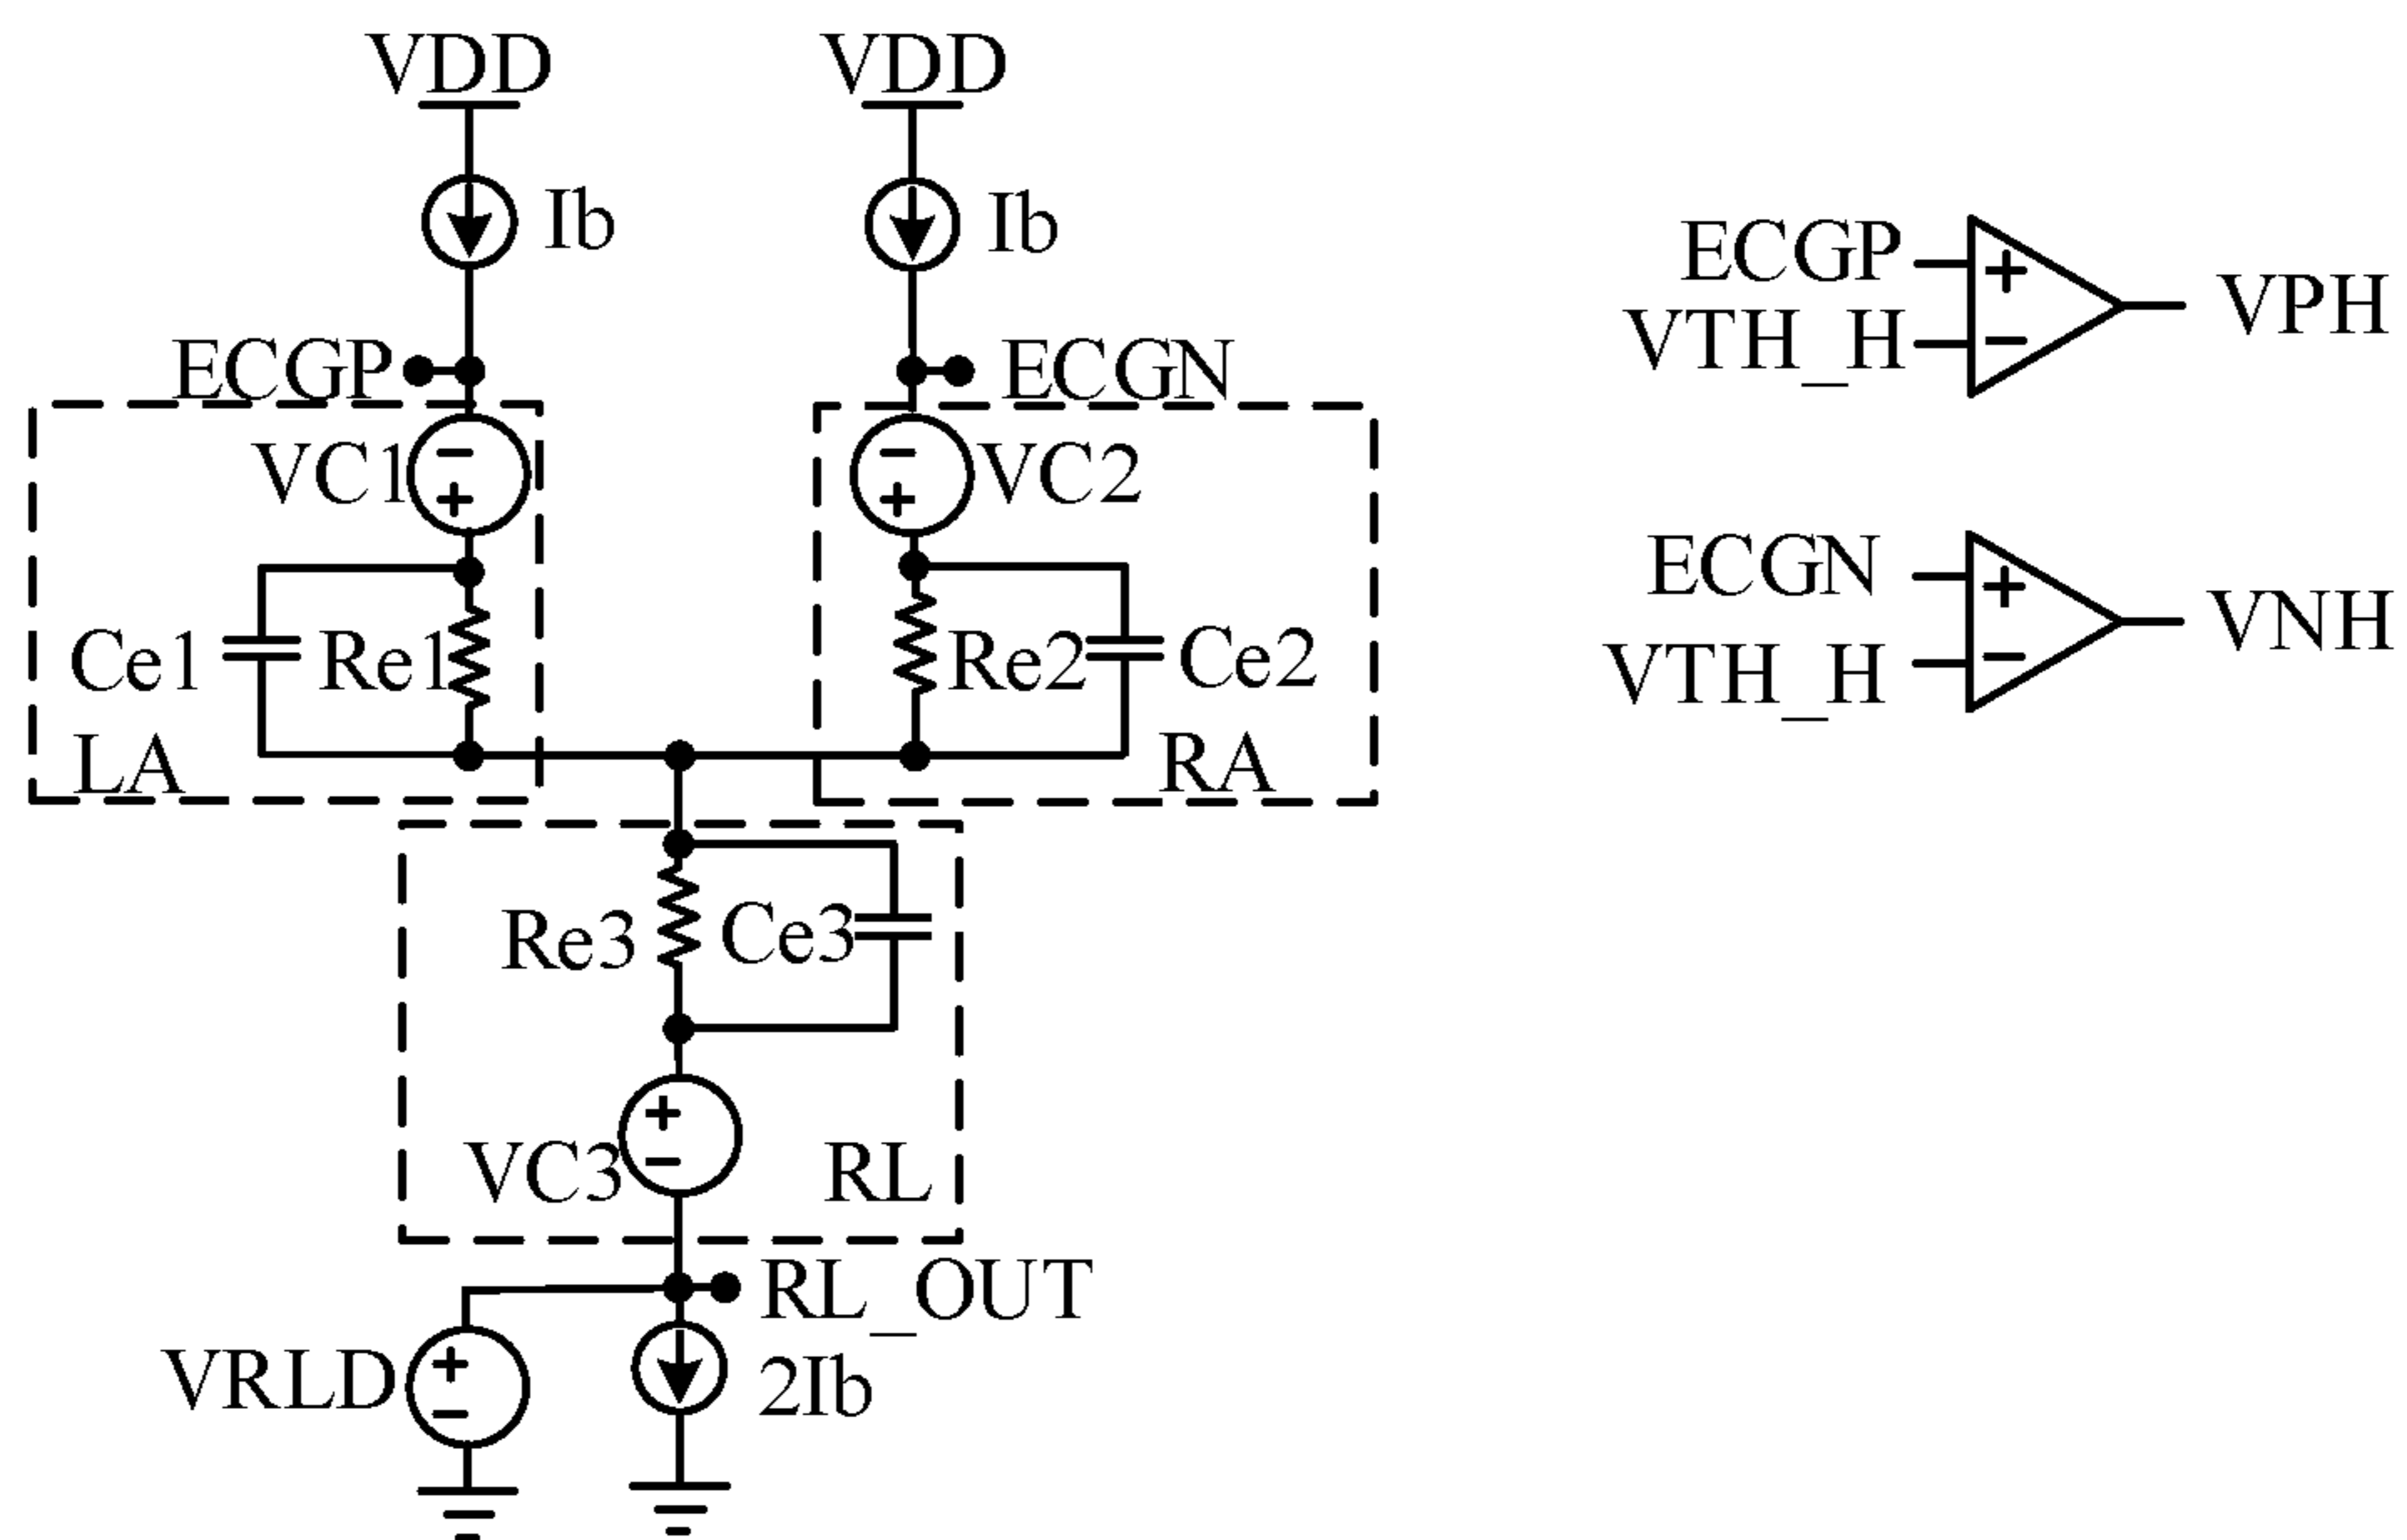 VDD
VDD
Ib
Ib
ECGP
VTH_H
VPH
ECGP
ECGN
VC1
VC2
ECGN
VTH_H
VNH
Ce1
Re1
Re2
Ce2
LA
RA
Re3
Ce3
VC3
RL
RL_OUT
VRLD
2Ib